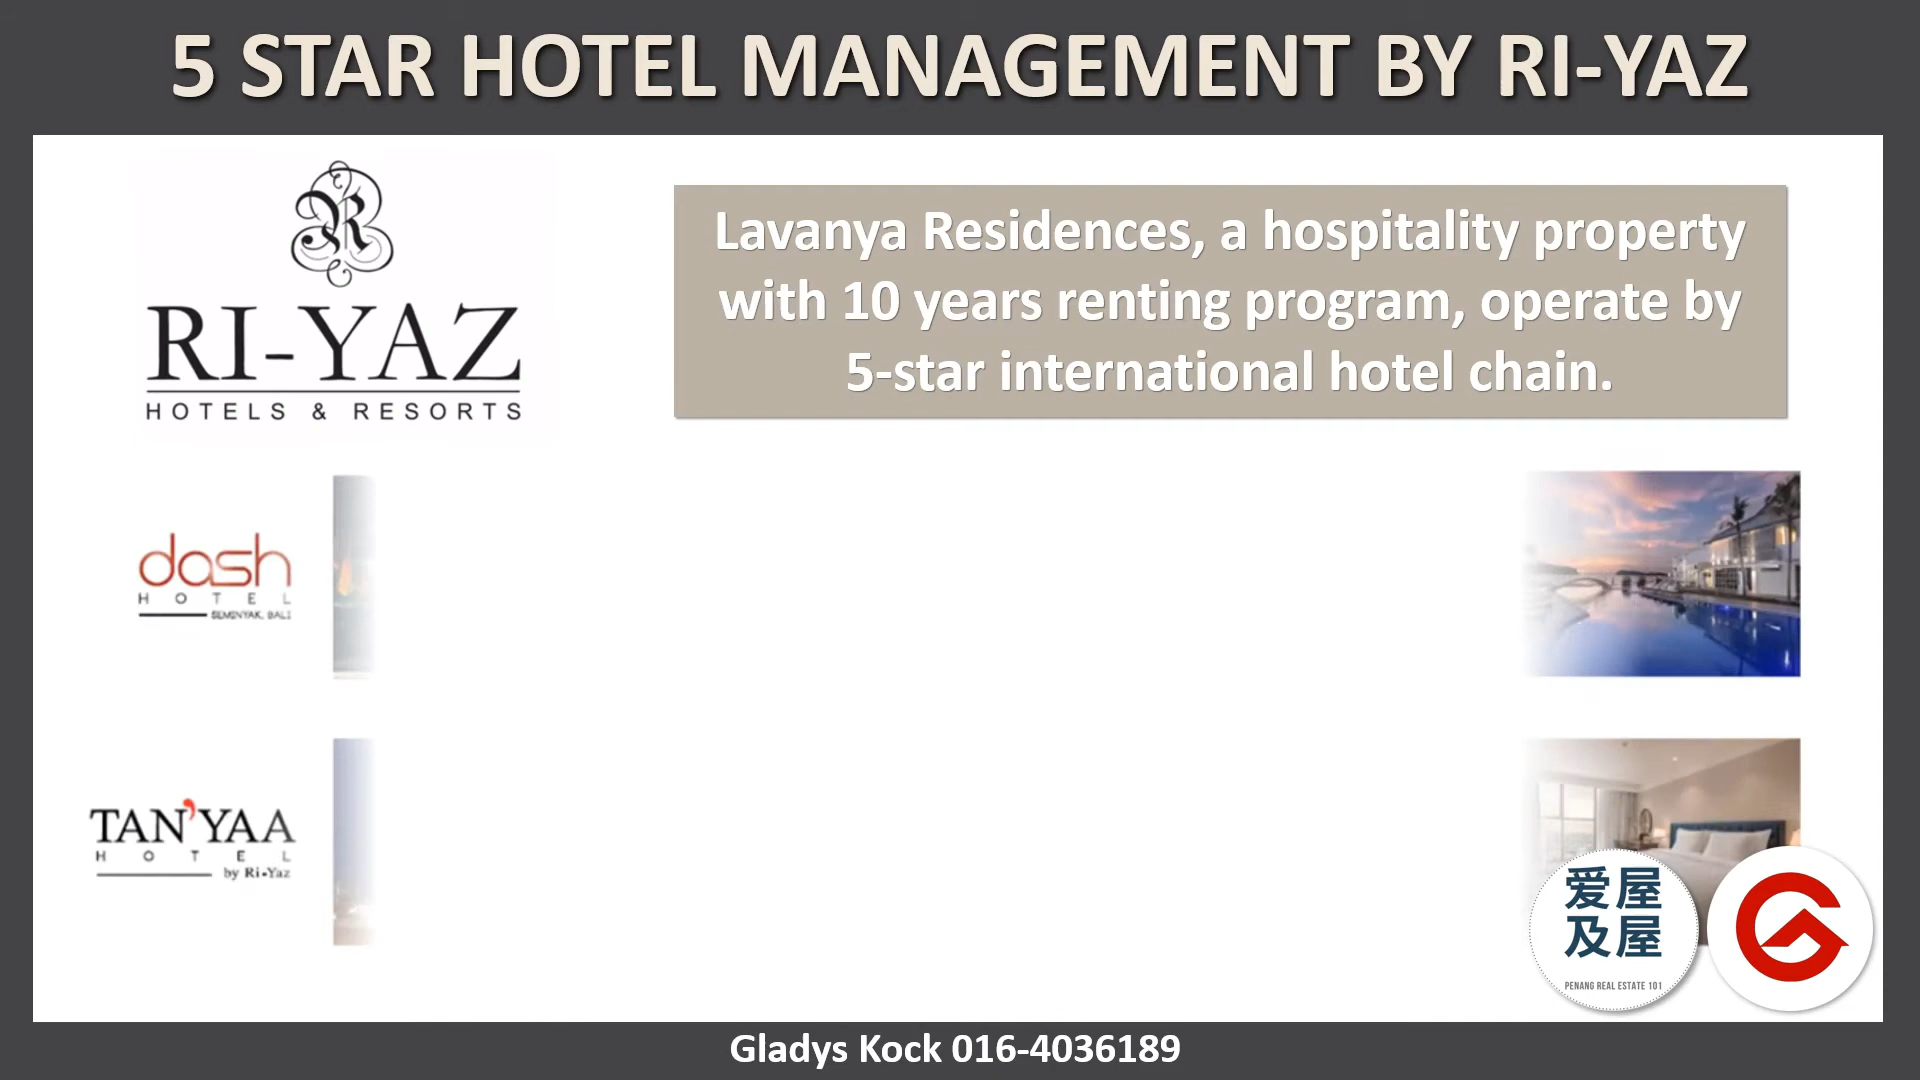 5 STAR HOTEL MANAGEMENT BY RI-YAZ
R
RI-YAZ
HOTELS & RESORTS
Lavanya Residences, a hospitality property
with 10 years renting program, operate by
5-star international hotel chain.
dash
HOTEL
SEMINYAK, BALI
TAN'YAA
HOTEL
by Ri-Yaz
爱屋
及屋
PENANG REAL ESTATE 101
Gladys Kock 016-4036189